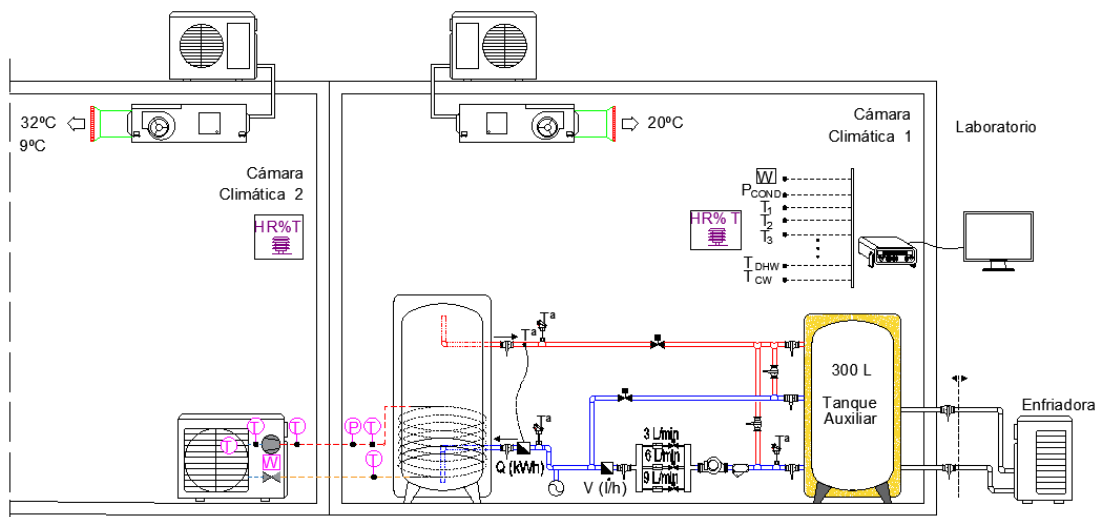 32ºC
9ºC
20ºC
Cámara
Climática 1
Laboratorio
Cámara
Climática 2
HR%T
HR% T
W
PCOND
T1
T2
T3
TDHW
TCW
Ta
Ta
300 L
Tanque
Auxiliar
Enfriadora
T
T
P
T
T
W
T
Ta
Q (kWh)
3 L/min
6 L/min
9 L/min
Ta
V (l/h)